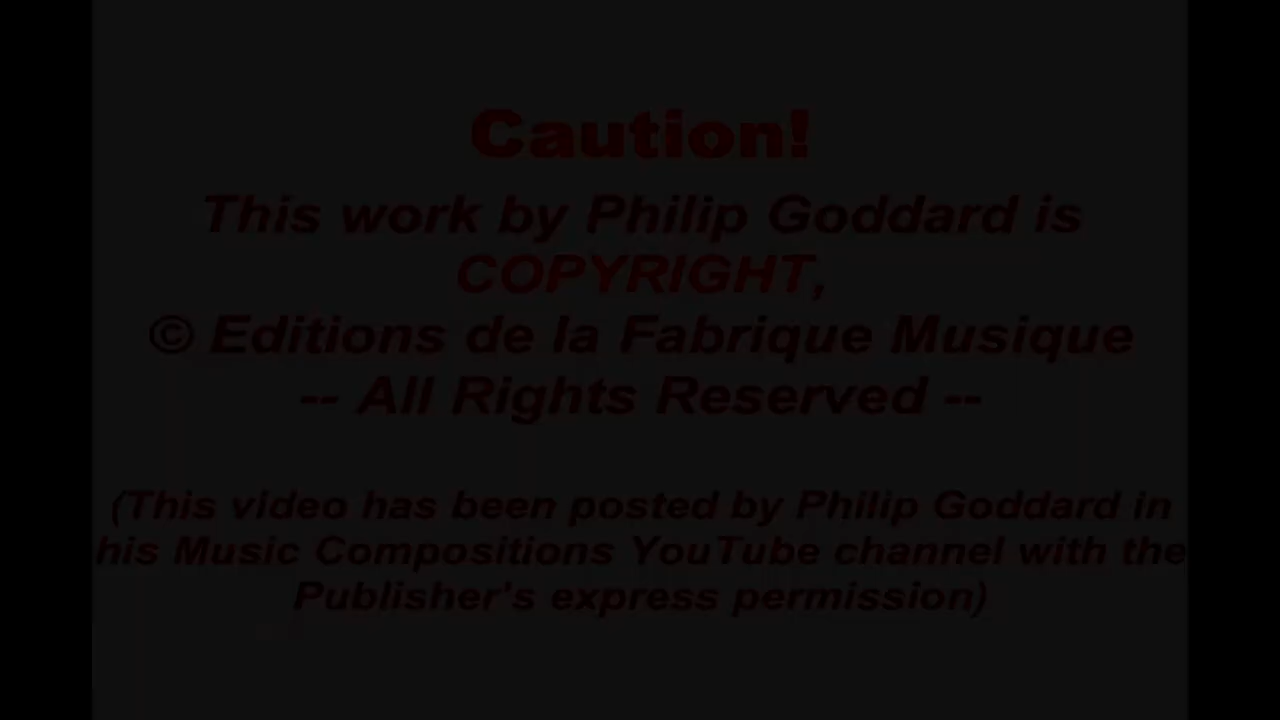 Caution!
This work by Philip Goddard is
COPYRIGHT,
© Editions de la Fabrique Musique
-- All Rights Reserved --
(This video has been posted by Philip Goddard in
his Music Compositions YouTube channel with the
Publisher's express permission)